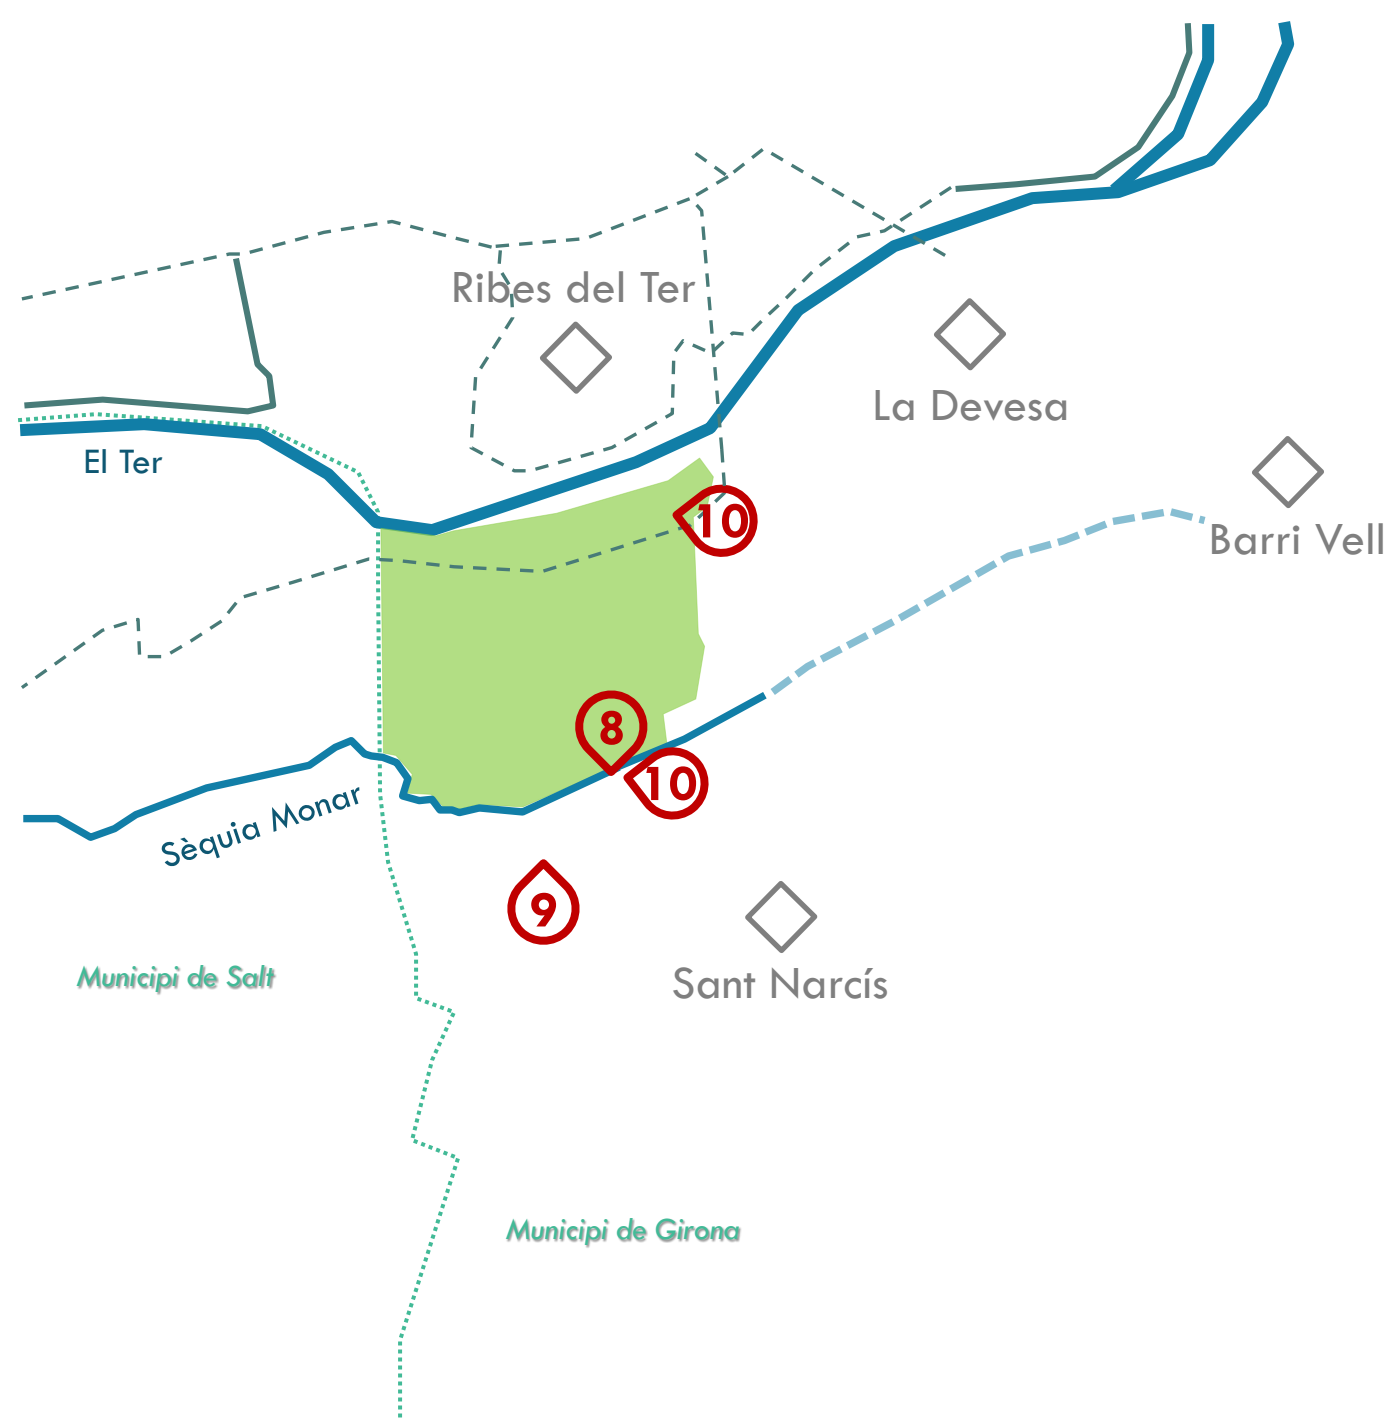 Ribes del Ter
La Devesa
El Ter
10
Barri Vell
8
10
Sèquia Monar
9
Municipi de Salt
Sant Narcís
Municipi de Girona